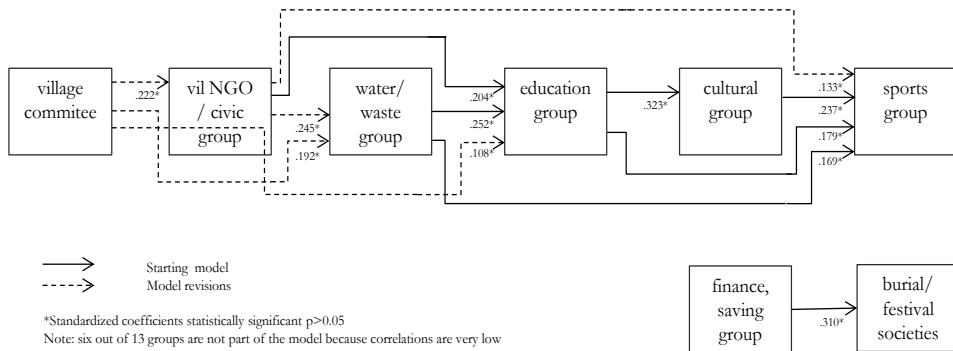 village
commitee
vil NGO
/ civic
group
water/
waste
group
education
group
cultural
group
sports
group
.222*
.245*
.192*
.204*
.252*
.108*
.323*
.133*
.237*
.179*
.169*
Starting model
Model revisions
*Standardized coefficients statistically significant p>0.05
Note: six out of 13 groups are not part of the model because correlations are very low
finance,
saving
group
.310*
burial/
festival
societies